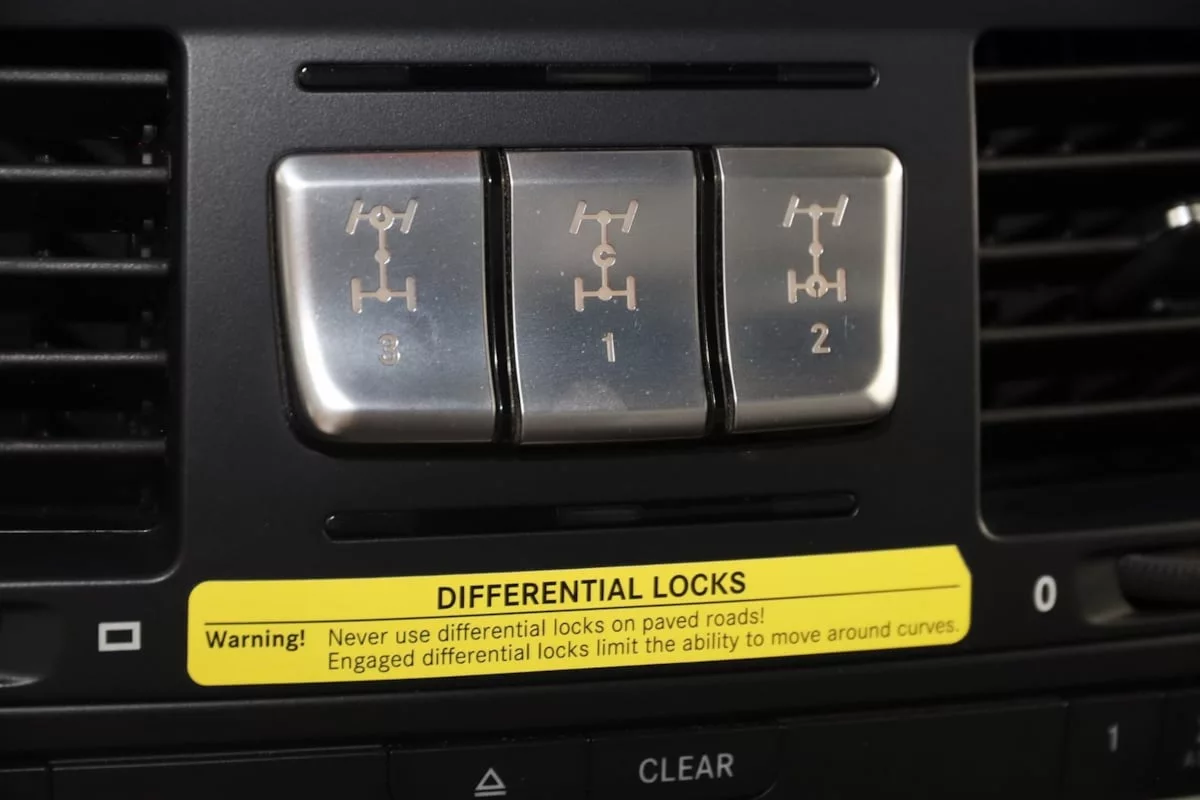 3 1 2
DIFFERENTIAL LOCKS
Warning! Never use differential locks on paved roads!
Engaged differential locks limit the ability to move around curves.
0
CLEAR
1